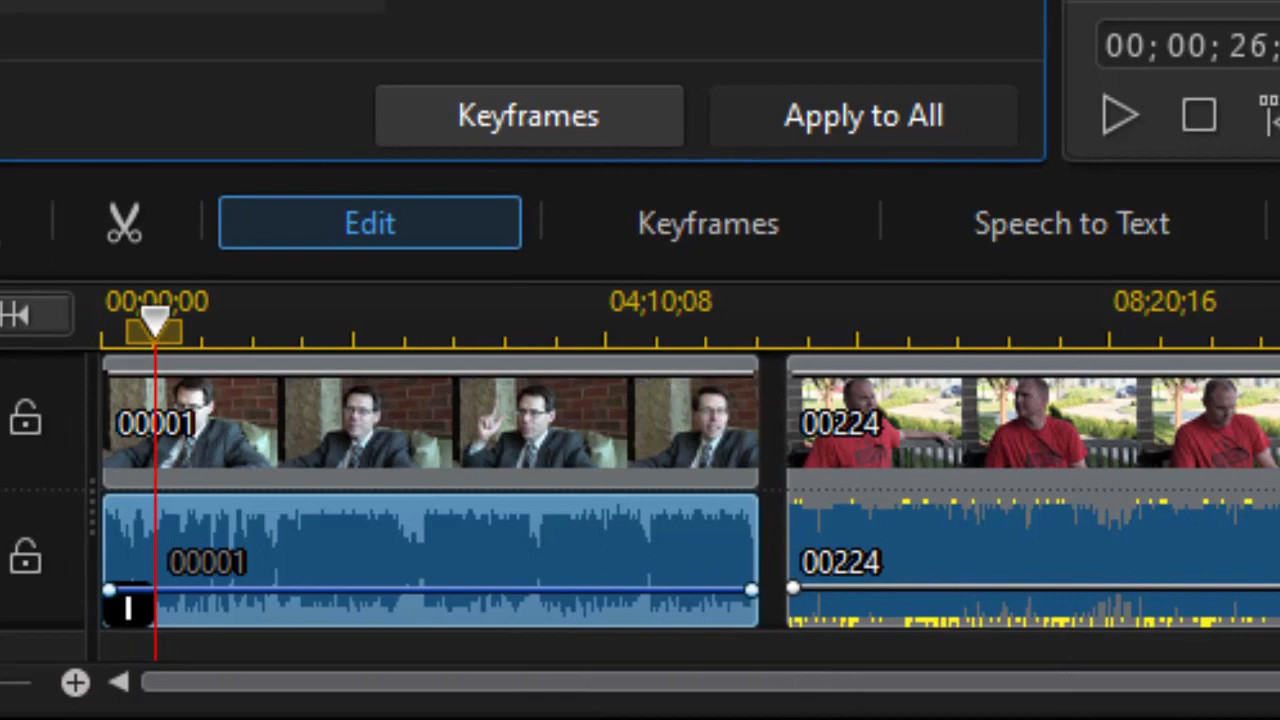 00; 00; 26;
Keyframes Apply to All
Edit Keyframes Speech to Text
00;00;00 04;10;08 08;20;16
00001 00224
00001 00224